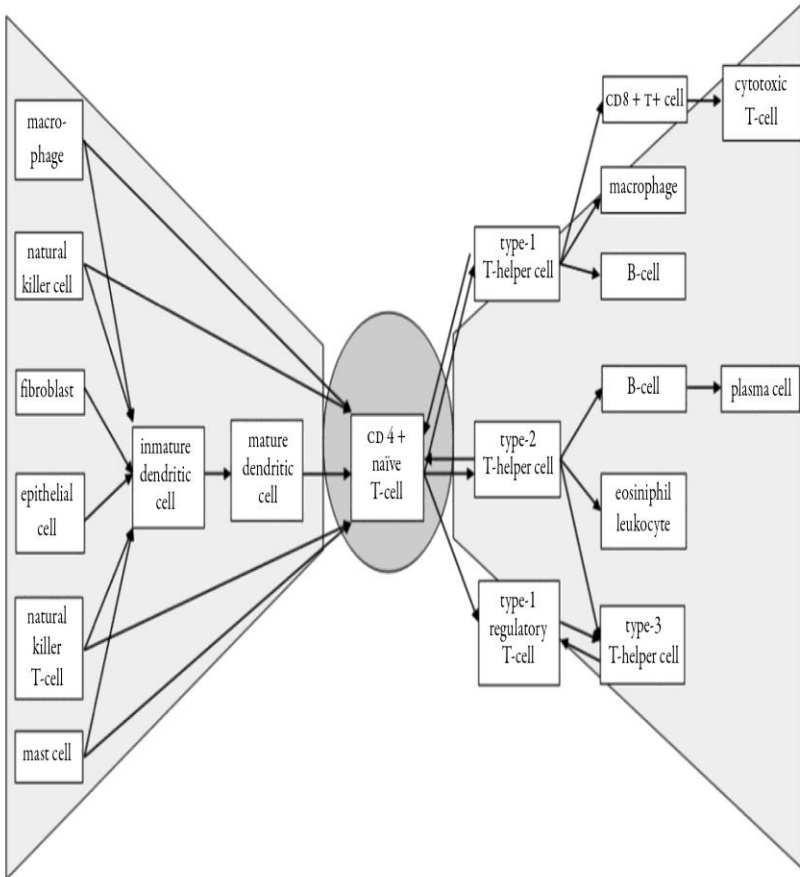 macro-
phage
natural
killer cell
fibroblast
epithelial
cell
natural
killer
T-cell
mast cell
inmature
dendritic
cell
mature
dendritic
cell
CD 4 +
naïve
T-cell
type-1
T-helper cell
type-2
T-helper cell
type-1
regulatory
T-cell
CD8 + T+ cell
macrophage
B-cell
B-cell
eosiniphil
leukocyte
type-3
T-helper cell
cytotoxic
T-cell
plasma cell